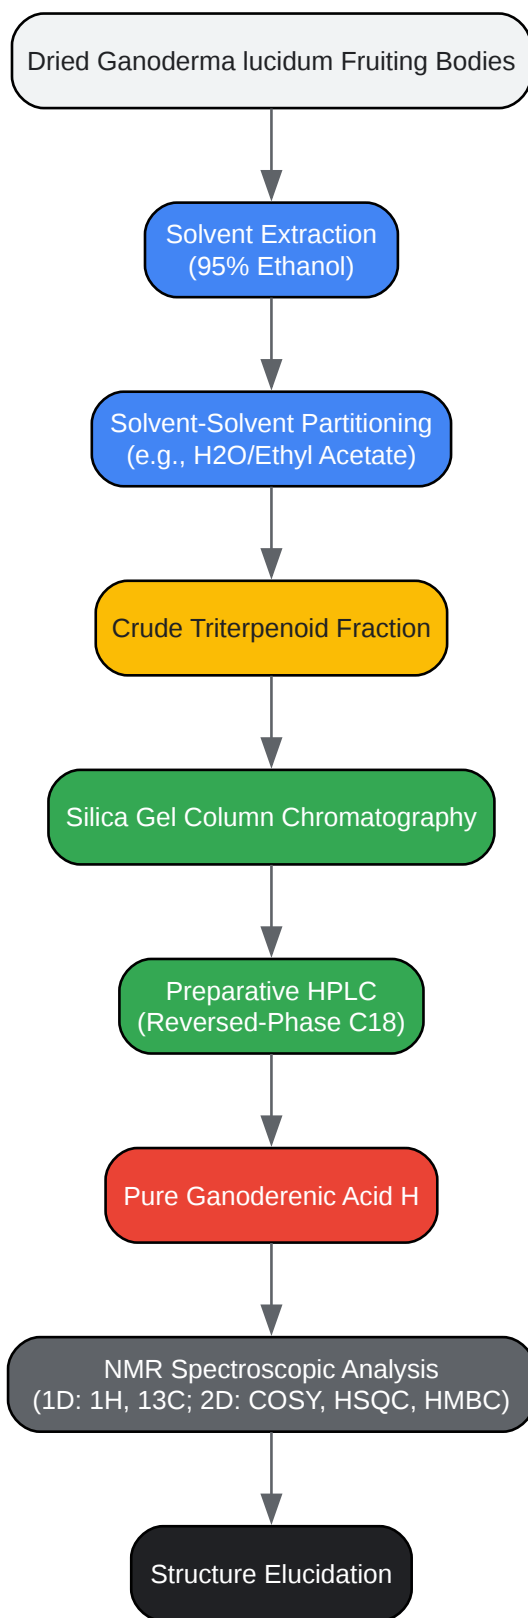 Dried Ganoderma lucidum Fruiting Bodies
Solvent Extraction
(95% Ethanol)
Solvent-Solvent Partitioning
(e.g., H2O/Ethyl Acetate)
Crude Triterpenoid Fraction
Silica Gel Column Chromatography
Preparative HPLC
(Reversed-Phase C18)
Pure Ganoderenic Acid H
NMR Spectroscopic Analysis
(1D: 1H, 13C; 2D: COSY, HSQC, HMBC)
Structure Elucidation